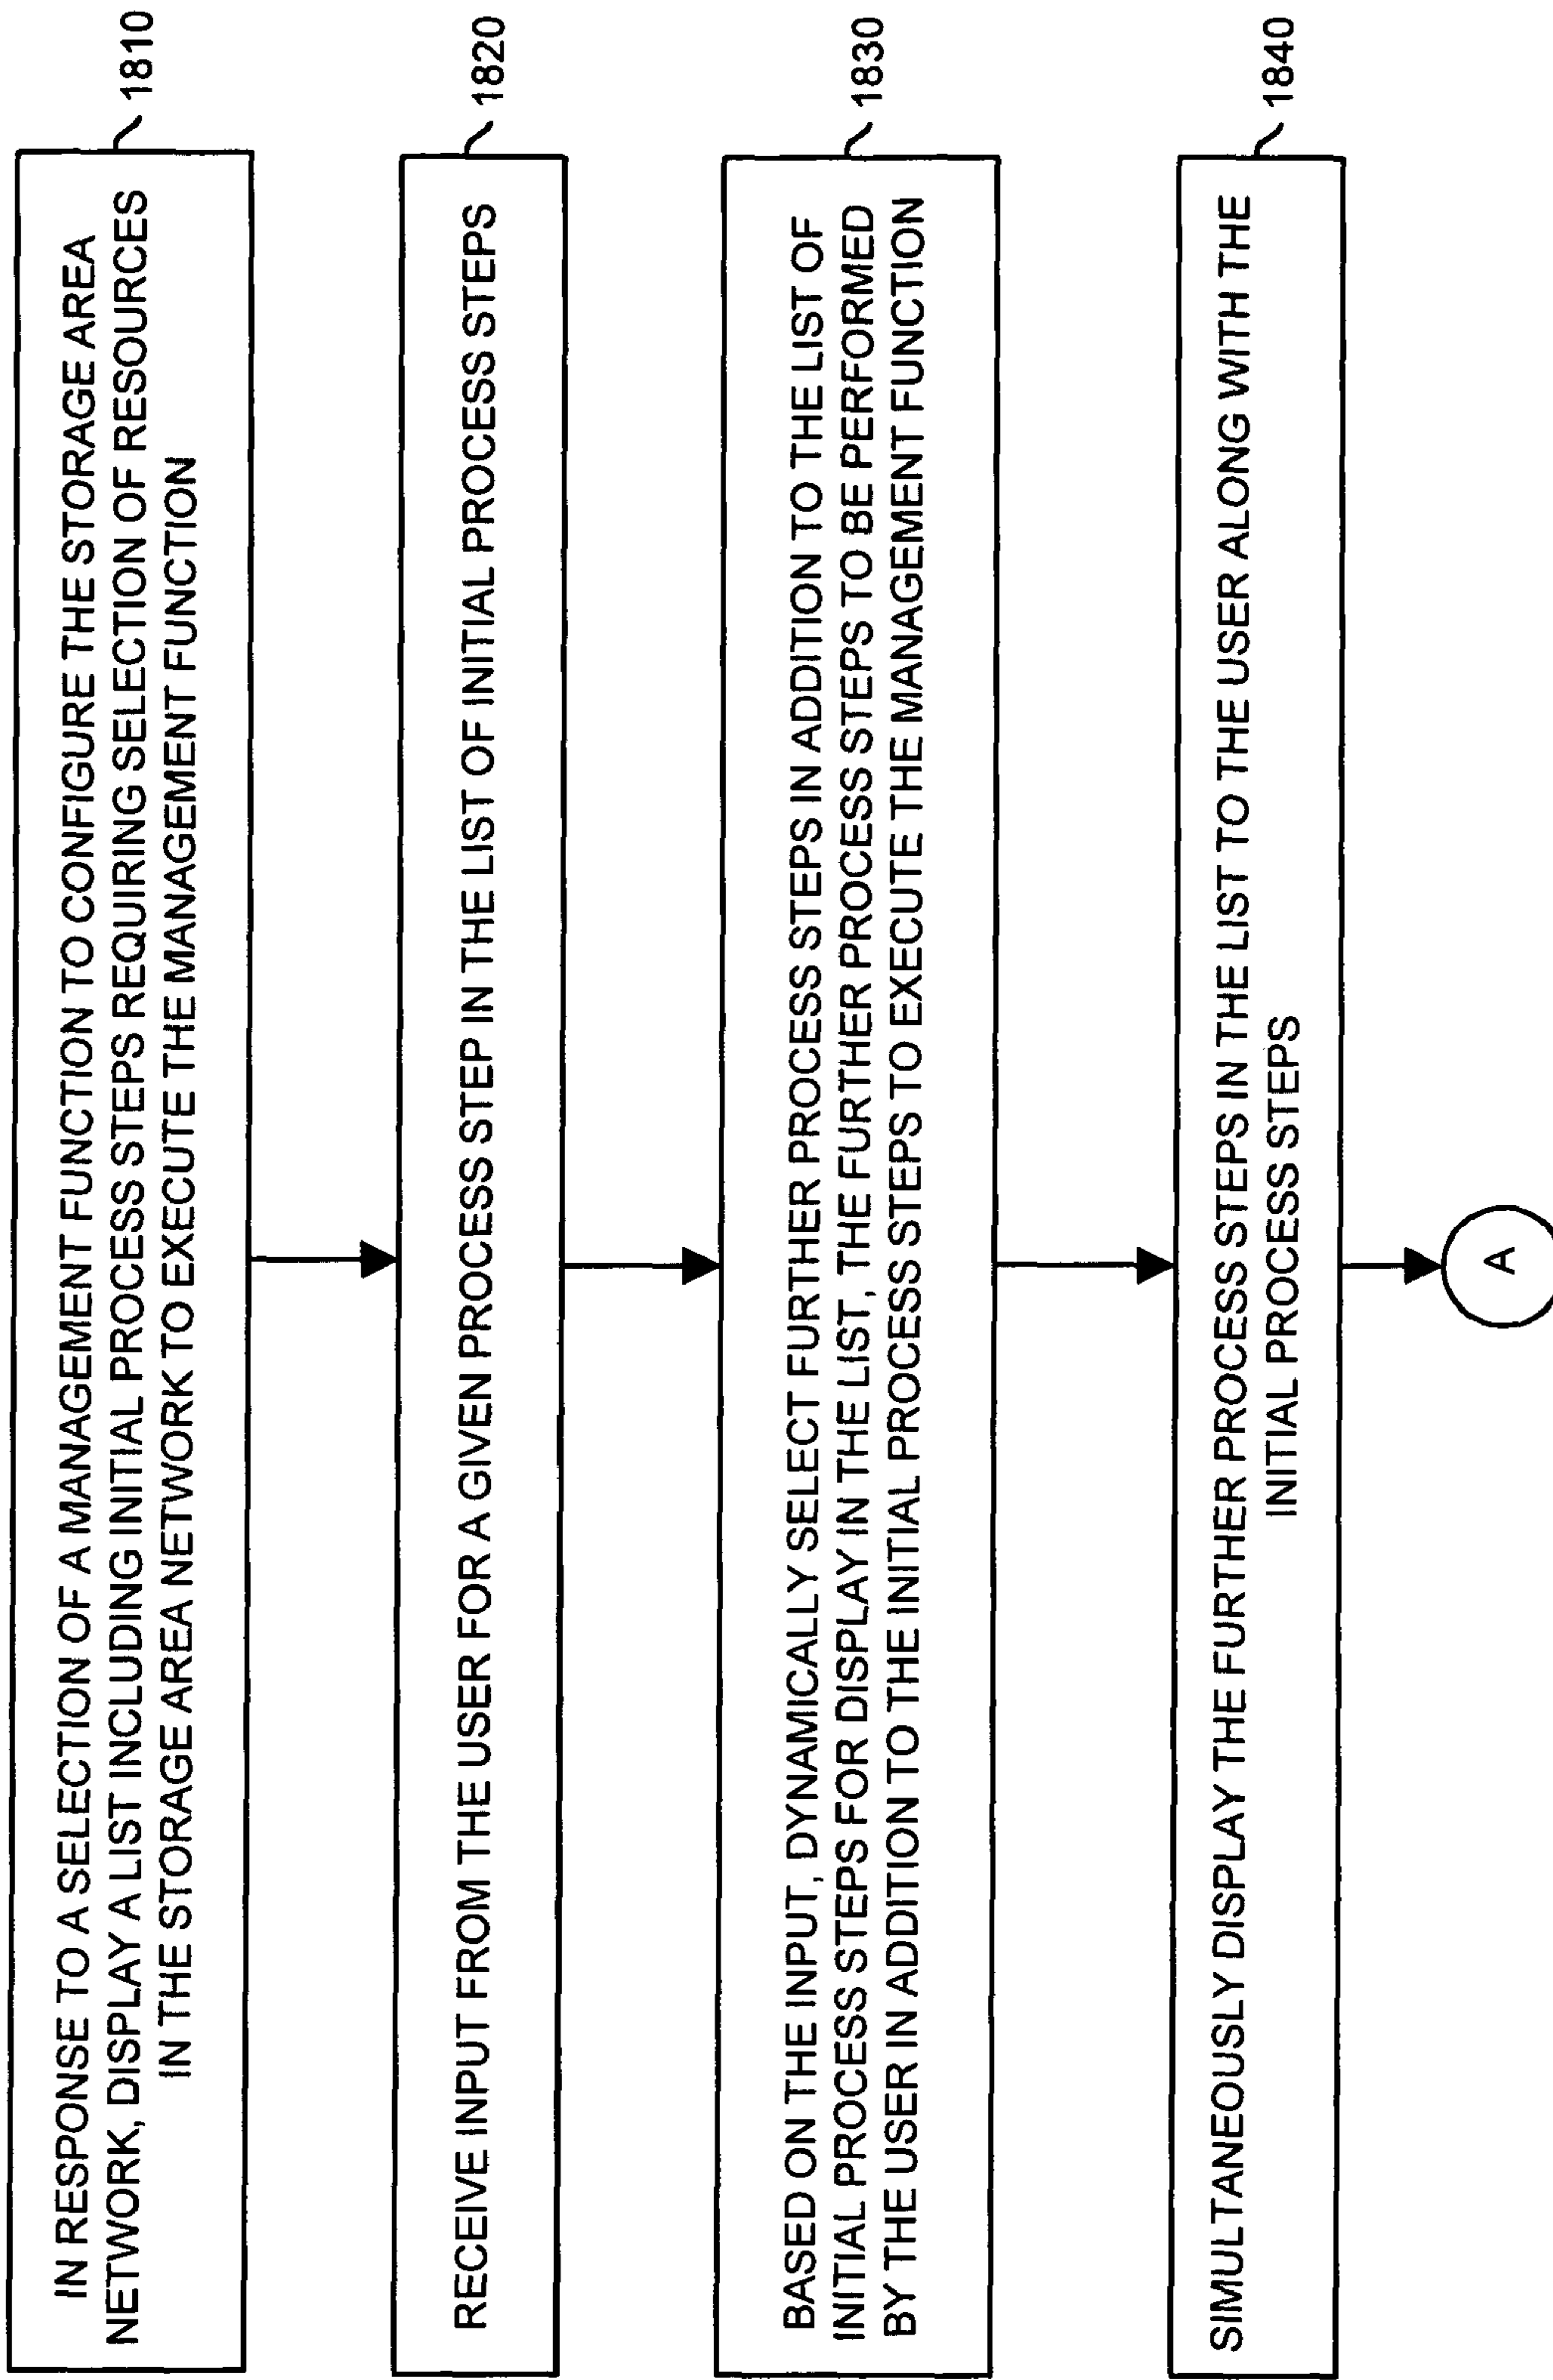 IN RESPONSE TO A SELECTION OF A MANAGEMENT FUNCTION TO CONFIGURE THE STORAGE AREA
NETWORK, DISPLAY A LIST INCLUDING INITIAL PROCESS STEPS REQUIRING SELECTION OF RESOURCES
IN THE STORAGE AREA NETWORK TO EXECUTE THE MANAGEMENT FUNCTION
1810
RECEIVE INPUT FROM THE USER FOR A GIVEN PROCESS STEP IN THE LIST OF INITIAL PROCESS STEPS
1820
BASED ON THE INPUT, DYNAMICALLY SELECT FURTHER PROCESS STEPS IN ADDITION TO THE LIST OF
INITIAL PROCESS STEPS FOR DISPLAY IN THE LIST, THE FURTHER PROCESS STEPS TO BE PERFORMED
BY THE USER IN ADDITION TO THE INITIAL PROCESS STEPS TO EXECUTE THE MANAGEMENT FUNCTION
1830
SIMULTANEOUSLY DISPLAY THE FURTHER PROCESS STEPS IN THE LIST TO THE USER ALONG WITH THE
INITIAL PROCESS STEPS
1840
A